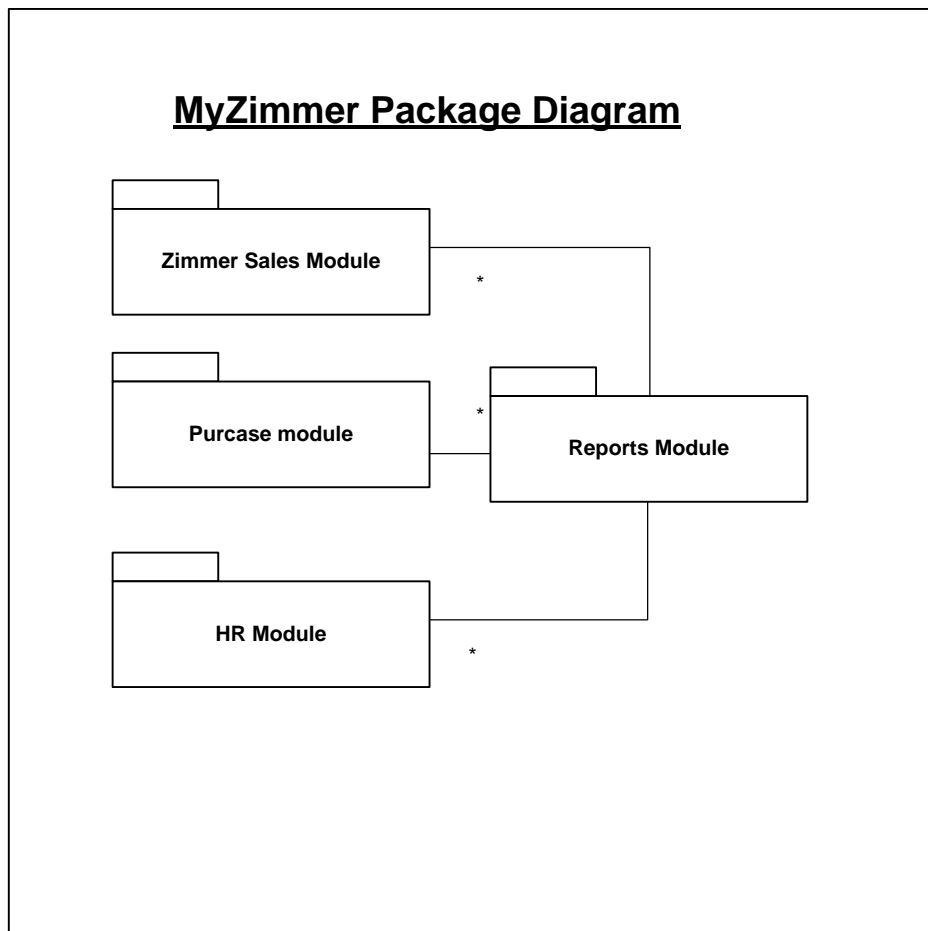 MyZimmer Package Diagram
Zimmer Sales Module
*
Purcase module
*
Reports Module
HR Module
*